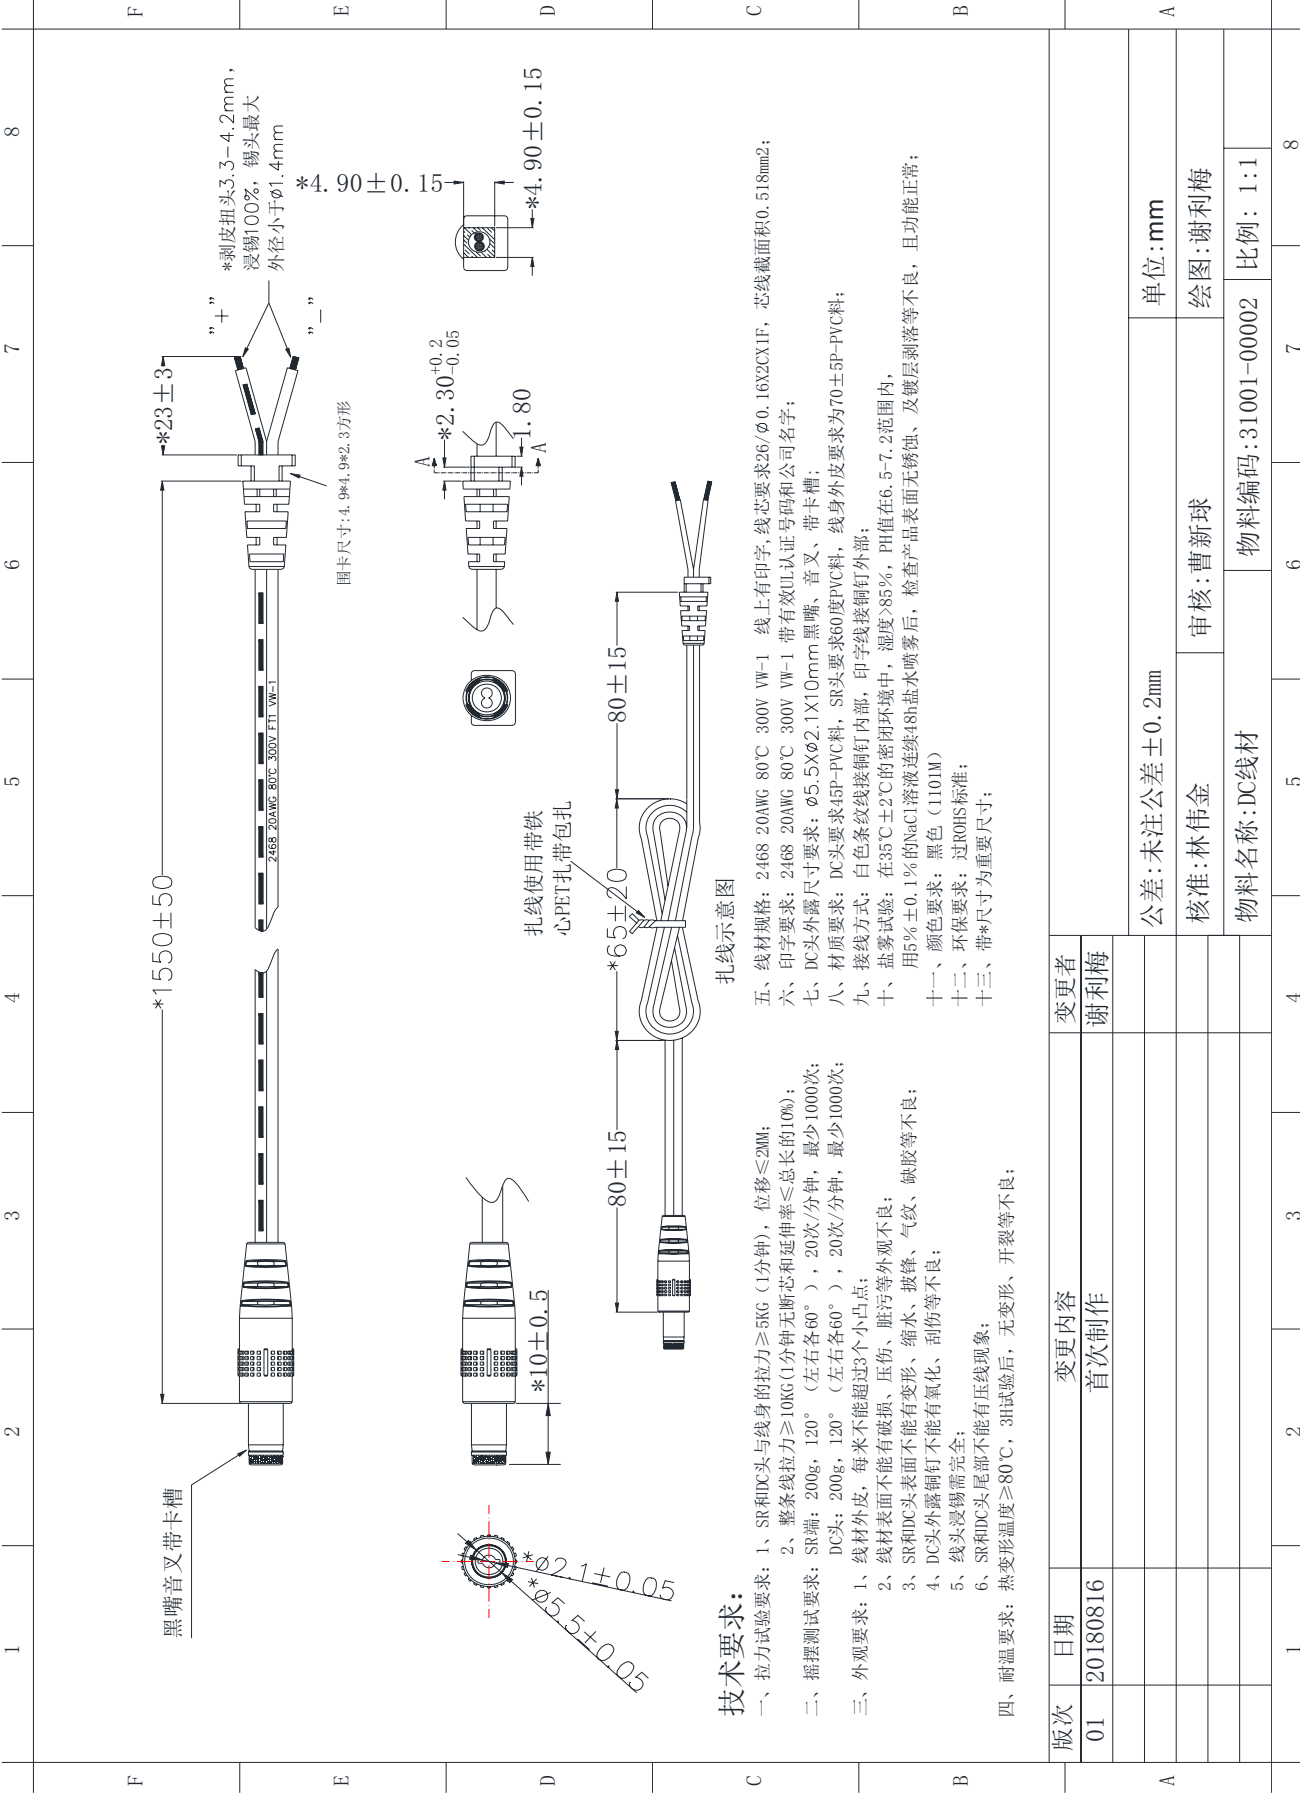 1 2 3 4 5 6 7 8
F
E
D
C
B
A
黑嘴音叉带卡槽
*1550±50
*23±3
*剥皮扭头3.3-4.2mm,
浸锡100%, 锡头最大
外径小于ø1.4mm
"+"
"-"
2468 20AWG 80℃ 300V FT1 VW-1
围卡尺寸:4.9*4.9*2.3方形
*4.90±0.15
*4.90±0.15
*2.30+0.2-0.05
1.80
A
A
*10±0.5
*ø2.1±0.05
*ø5.5±0.05
扎线使用带铁
心PET扎带包扎
80±15
*65±20
80±15
扎线示意图
技术要求:
一、拉力试验要求: 1、SR和DC头与线身的拉力≥5KG (1分钟), 位移≤2MM;
2、整条线拉力≥10KG(1分钟无断芯和延伸率≤总长的10%);
二、摇摆测试要求: SR端: 200g, 120° (左右各60° ), 20次/分钟, 最少1000次;
DC头: 200g, 120° (左右各60° ), 20次/分钟, 最少1000次;
三、外观要求: 1、线材外皮, 每米不能超过3个小凸点;
2、线材表面不能有破损、压伤、脏污等外观不良;
3、SR和DC头表面不能有变形、缩水、披锋、气纹、缺胶等不良;
4、DC头外露铜钉不能有氧化、刮伤等不良;
5、线头浸锡需完全;
6、SR和DC头尾部不能有压线现象;
四、耐温要求: 热变形温度≥80℃, 3H试验后, 无变形、开裂等不良;
五、线材规格: 2468 20AWG 80℃ 300V VW-1 线上有印字,线芯要求26/ø0.16X2CX1F, 芯线截面积0.518mm2;
六、印字要求: 2468 20AWG 80℃ 300V VW-1 带有效UL认证号码和公司名字;
七、DC头外露尺寸要求: ø5.5Xø2.1X10mm黑嘴、音叉、带卡槽;
八、材质要求: DC头要求45P-PVC料, SR头要求60度PVC料, 线身外皮要求为70±5P-PVC料;
九、接线方式: 白色条纹线接铜钉内部, 印字线接铜钉外部;
十、盐雾试验: 在35℃±2℃的密闭环境中, 湿度>85%, PH值在6.5-7.2范围内,
用5%±0.1%的NaCl溶液连续48h盐水喷雾后, 检查产品表面无锈蚀、及镀层剥落等不良, 且功能正常;
十一、颜色要求: 黑色 (1101M)
十二、环保要求: 过ROHS标准;
十三、带*尺寸为重要尺寸;
版次 日期 变更内容 变更者
01 20180816 首次制作 谢利梅
公差:未注公差±0.2mm 单位:mm
核准:林伟金 审核:曹新球 绘图:谢利梅
物料名称:DC线材 物料编码:31001-00002 比例: 1:1
F
E
D
C
B
A
1 2 3 4 5 6 7 8